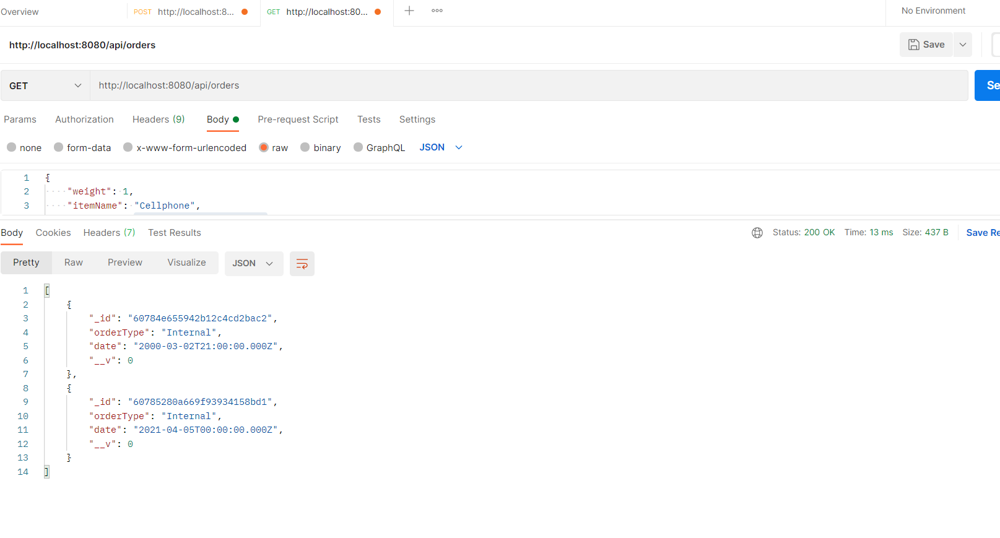 Overview POST http://localhost:8... GET http://localhost:80... No Environment
http://localhost:8080/api/orders Save
GET http://localhost:8080/api/orders Se
Params Authorization Headers (9) Body Pre-request Script Tests Settings
none form-data x-www-form-urlencoded raw binary GraphQL JSON
1 {
2 "weight": 1,
3 "itemName": "Cellphone",
Body Cookies Headers (7) Test Results Status: 200 OK Time: 13 ms Size: 437 B Save Re
Pretty Raw Preview Visualize JSON
1 [
2 {
3 "_id": "60784e655942b12c4cd2bac2",
4 "orderType": "Internal",
5 "date": "2000-03-02T21:00:00.000Z",
6 "__v": 0
7 },
8 {
9 "_id": "60785280a669f93934158bd1",
10 "orderType": "Internal",
11 "date": "2021-04-05T00:00:00.000Z",
12 "__v": 0
13 }
14 ]